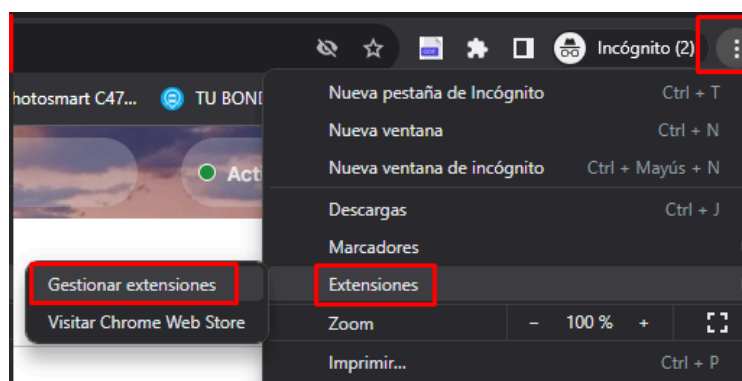 Incógnito (2)
hotosmart C47...
TU BOND
Act
Nueva pestaña de Incógnito Ctrl + T
Nueva ventana Ctrl + N
Nueva ventana de incógnito Ctrl + Mayús + N
Descargas Ctrl + J
Marcadores
Extensiones
Gestionar extensiones
Visitar Chrome Web Store
Zoom - 100 % +
Imprimir... Ctrl + P